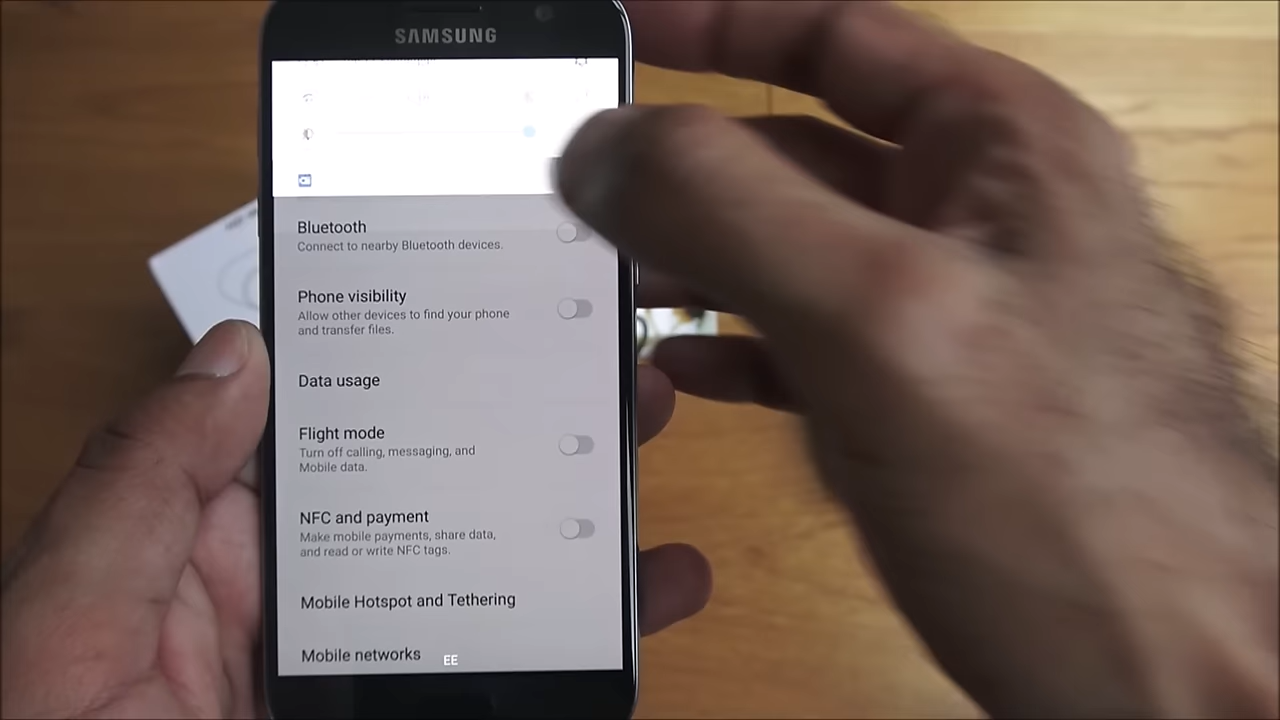 SAMSUNG
Bluetooth
Connect to nearby Bluetooth devices.
Phone visibility
Allow other devices to find your phone
and transfer files.
Data usage
Flight mode
Turn off calling, messaging, and
Mobile data.
NFC and payment
Make mobile payments, share data,
and read or write NFC tags.
Mobile Hotspot and Tethering
Mobile networks
EE